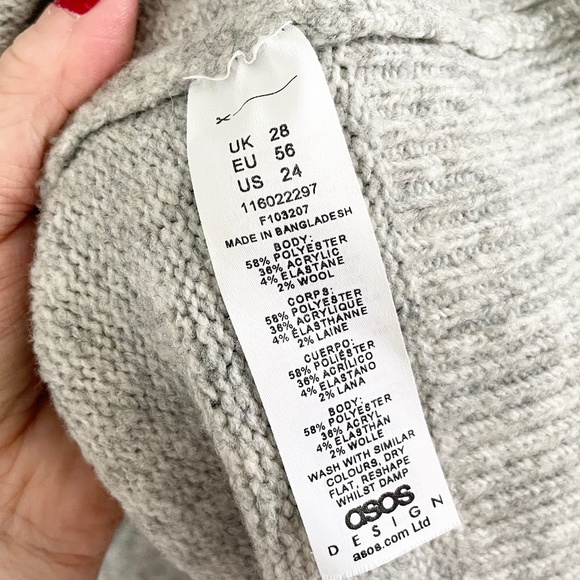 UK 28
EU 56
US 24
116022297
F103207
MADE IN BANGLADESH
BODY:
58% POLYESTER
36% ACRYLIC
4% ELASTANE
2% WOOL
CORPS:
58% POLYESTER
36% ACRYLIQUE
4% ÉLASTHANNE
2% LAINE
CUERPO:
58% POLIÉSTER
36% ACRÍLICO
4% ELASTANO
2% LANA
BODY:
58% POLYESTER
36% ACRYL
4% ELASTHAN
2% WOLLE
WASH WITH SIMILAR
COLOURS, DRY
FLAT, RESHAPE
WHILST DAMP
asos
DESIGN
asos.com Ltd